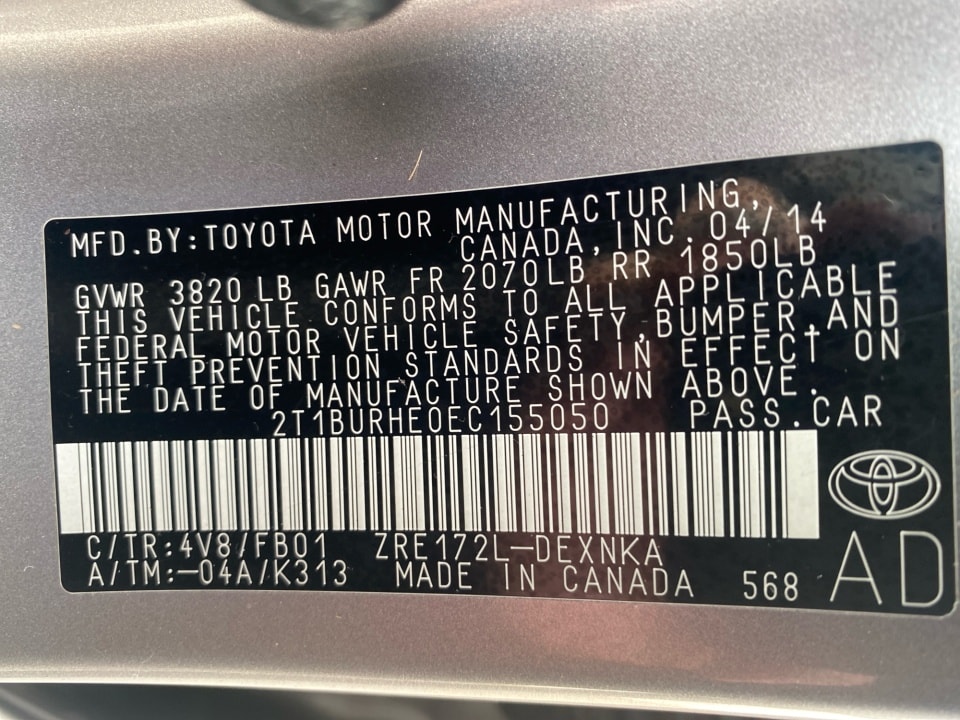 MFD.BY:TOYOTA MOTOR MANUFACTURING,
CANADA,INC.04/14
GVWR 3820 LB GAWR FR 2070LB RR 1850LB
THIS VEHICLE CONFORMS TO ALL APPLICABLE
FEDERAL MOTOR VEHICLE SAFETY,BUMPER,AND
THEFT PREVENTION STANDARDS IN EFFECT ON
THE DATE OF MANUFACTURE SHOWN ABOVE.
2T1BURHE0EC155050 PASS.CAR
C/TR:4V8/FB01 ZRE172L-DEXNKA
A/TM:-04A/K313 MADE IN CANADA 568
AD